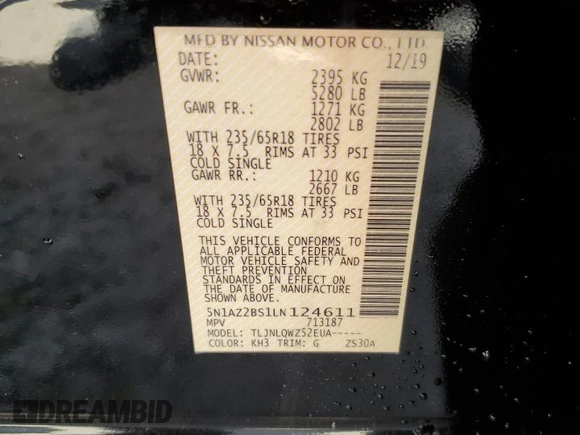 MFD BY NISSAN MOTOR CO., LTD.
DATE: 12/19
GVWR: 2395 KG
5280 LB
GAWR FR.: 1271 KG
2802 LB
WITH 235/65R18 TIRES
18 X 7.5 RIMS AT 33 PSI
COLD SINGLE
GAWR RR.: 1210 KG
2667 LB
WITH 235/65R18 TIRES
18 X 7.5 RIMS AT 33 PSI
COLD SINGLE
THIS VEHICLE CONFORMS TO
ALL APPLICABLE FEDERAL
MOTOR VEHICLE SAFETY AND
THEFT PREVENTION
STANDARDS IN EFFECT ON
THE DATE OF MANUFACTURE
SHOWN ABOVE.
5N1AZ2BS1LN124611
MPV 713187
MODEL: TLJNLQWZ52EUA-----
COLOR: KH3 TRIM: G ZS30A
DREAMBID